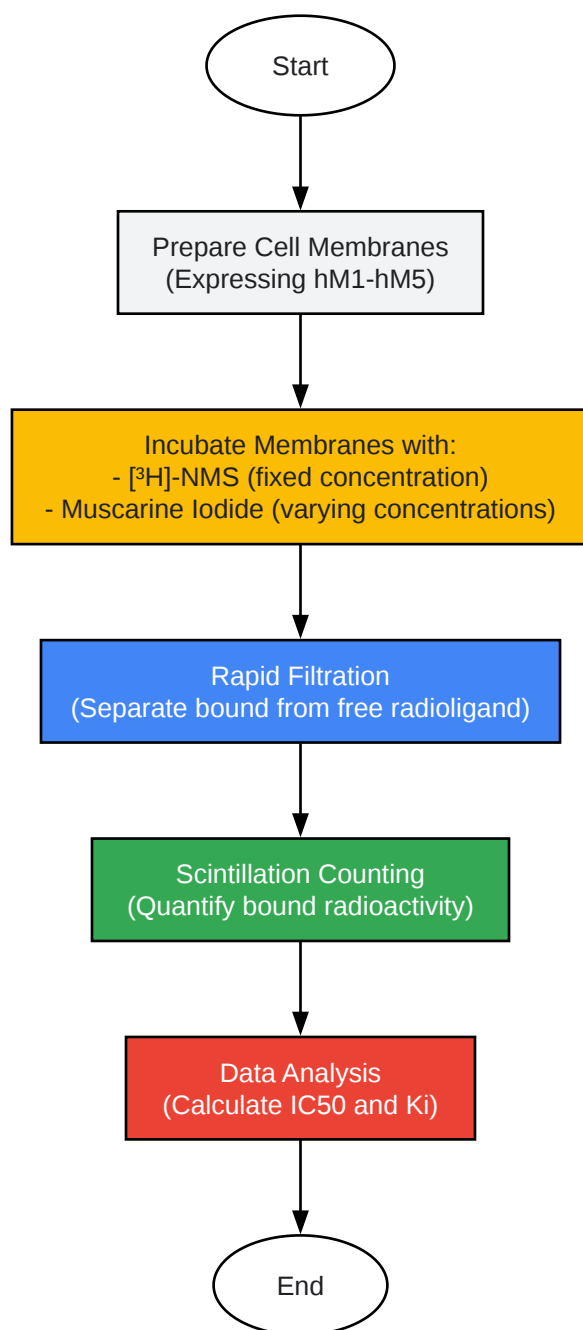 Start
Prepare Cell Membranes
(Expressing hM1-hM5)
Incubate Membranes with:
- [³H]-NMS (fixed concentration)
- Muscarine Iodide (varying concentrations)
Rapid Filtration
(Separate bound from free radioligand)
Scintillation Counting
(Quantify bound radioactivity)
Data Analysis
(Calculate IC50 and Ki)
End